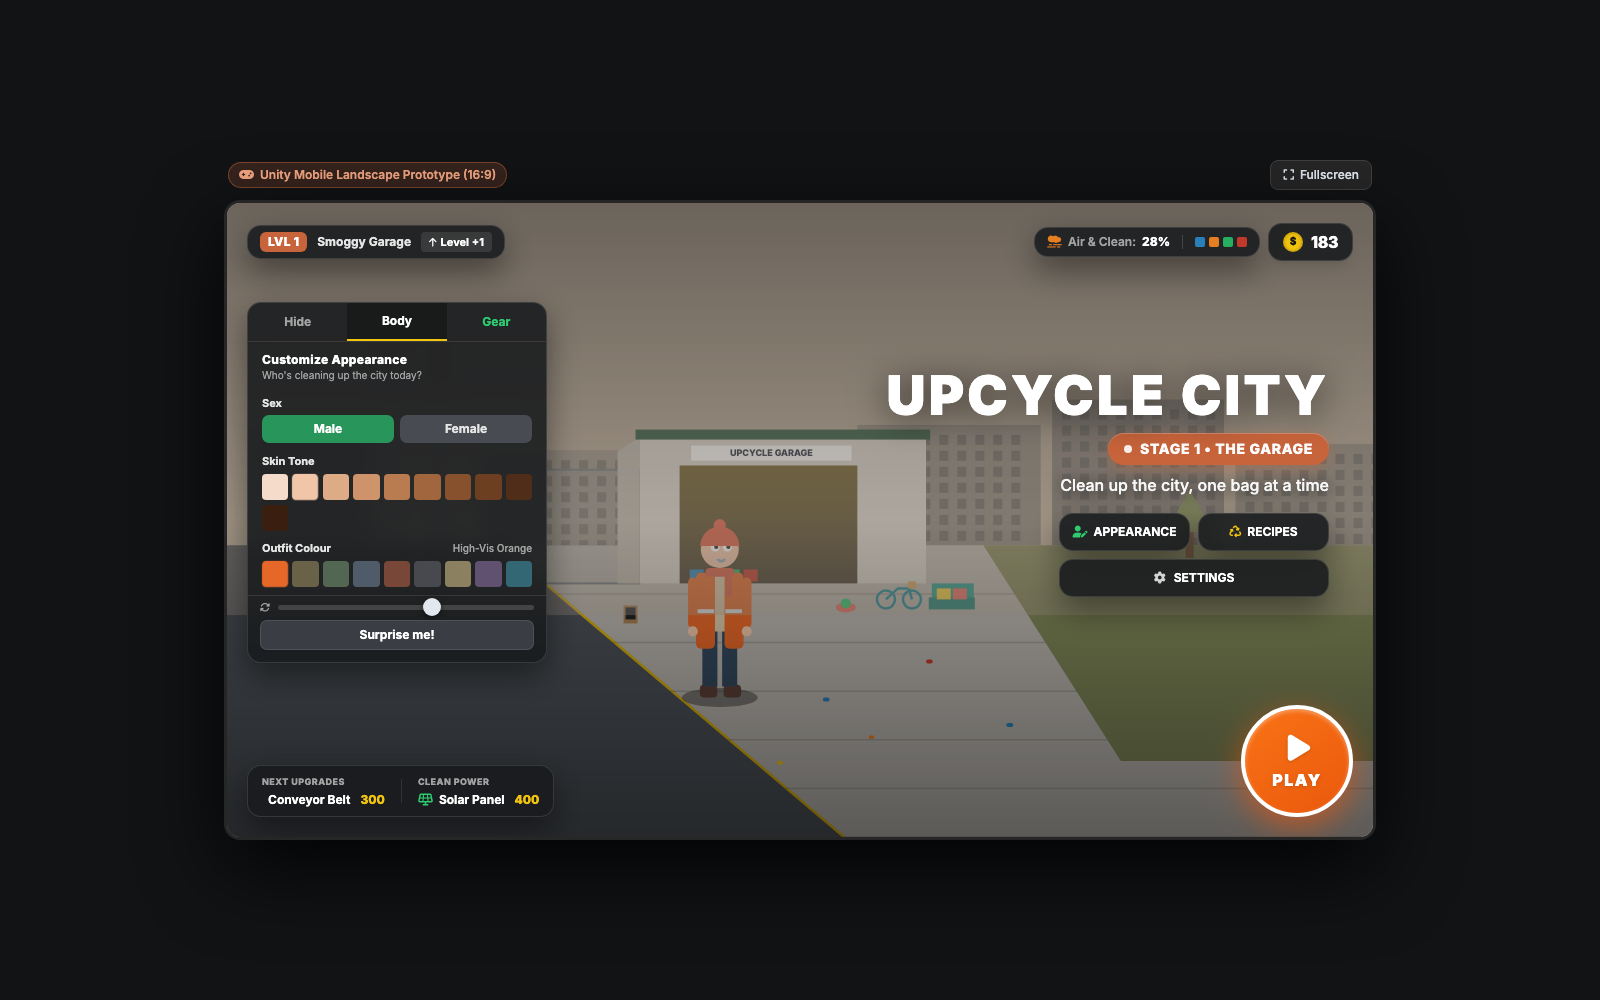 Unity Mobile Landscape Prototype (16:9)
Fullscreen
LVL 1 Smoggy Garage ↑ Level +1
Air & Clean: 28%
$ 183
Hide Body Gear
Customize Appearance
Who's cleaning up the city today?
Sex
Male Female
Skin Tone
Outfit Colour High-Vis Orange
Surprise me!
UPCYCLE GARAGE
UPCYCLE CITY
STAGE 1 • THE GARAGE
Clean up the city, one bag at a time
APPEARANCE RECIPES
SETTINGS
NEXT UPGRADES CLEAN POWER
Conveyor Belt 300 Solar Panel 400
PLAY